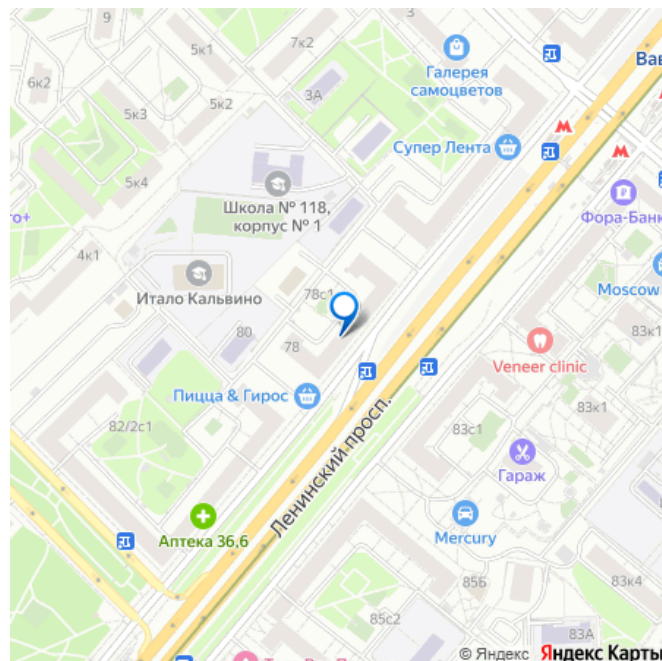 9
3
7к2
5к1
6к2
Галерея
самоцветов
Вав
3А
5к3
5к2
Супер Лента
5к4
Школа № 118,
корпус № 1
го+
Фора-Банк
4к1
Итало Кальвино
78с1
Moscow
80
78
83к1
Veneer clinic
Пицца & Гирос
83к1
82/2с1
83с1
Ленинский просп.
Гараж
Аптека 36,6
Mercury
85Б
83к4
85с2
83А
© Яндекс Яндекс Карты